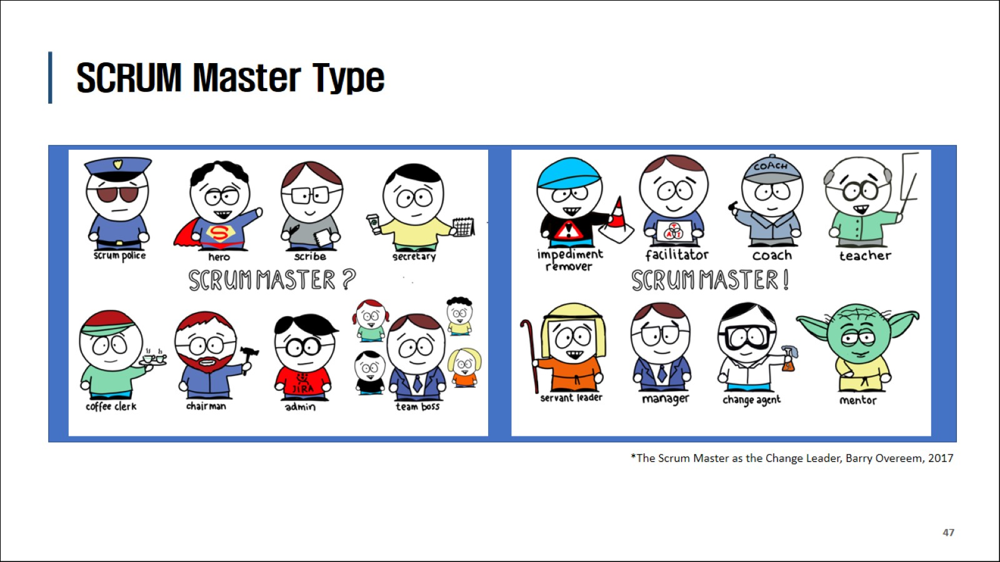 SCRUM Master Type
scrum police
hero
scribe
secretary
SCRUM MASTER ?
coffee clerk
chairman
JIRA
admin
team boss
COACH
T
A I
impediment
remover
facilitator
coach
teacher
SCRUM MASTER !
servant leader
manager
change agent
mentor
*The Scrum Master as the Change Leader, Barry Overeem, 2017
47